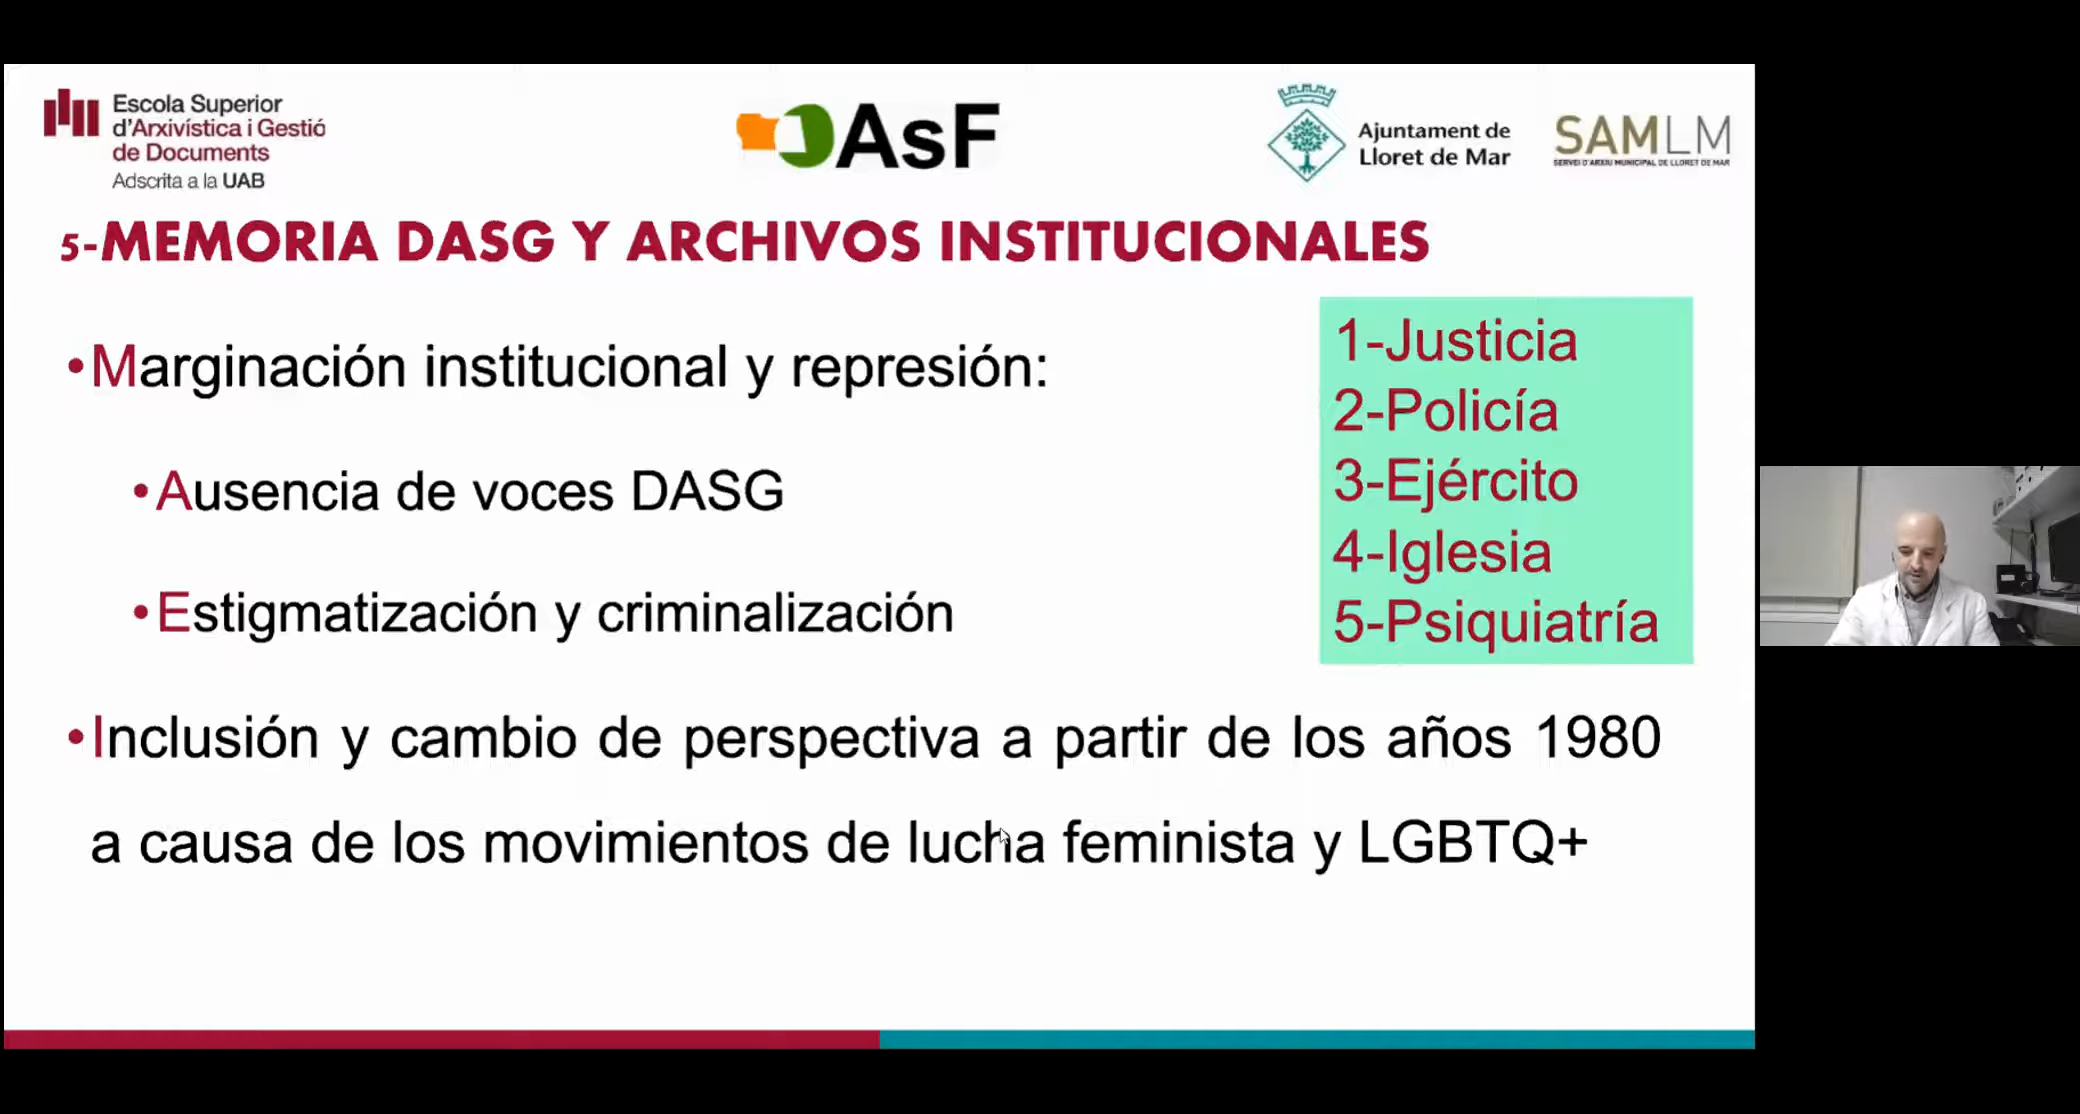 Escola Superior
d'Arxivística i Gestió
de Documents
Adscrita a la UAB
AsF
Ajuntament de
Lloret de Mar
SAMLM
SERVEI D'ARXIU MUNICIPAL DE LLORET DE MAR
5-MEMORIA DASG Y ARCHIVOS INSTITUCIONALES
•Marginación institucional y represión:
•Ausencia de voces DASG
•Estigmatización y criminalización
1-Justicia
2-Policía
3-Ejército
4-Iglesia
5-Psiquiatría
•Inclusión y cambio de perspectiva a partir de los años 1980
a causa de los movimientos de lucha feminista y LGBTQ+